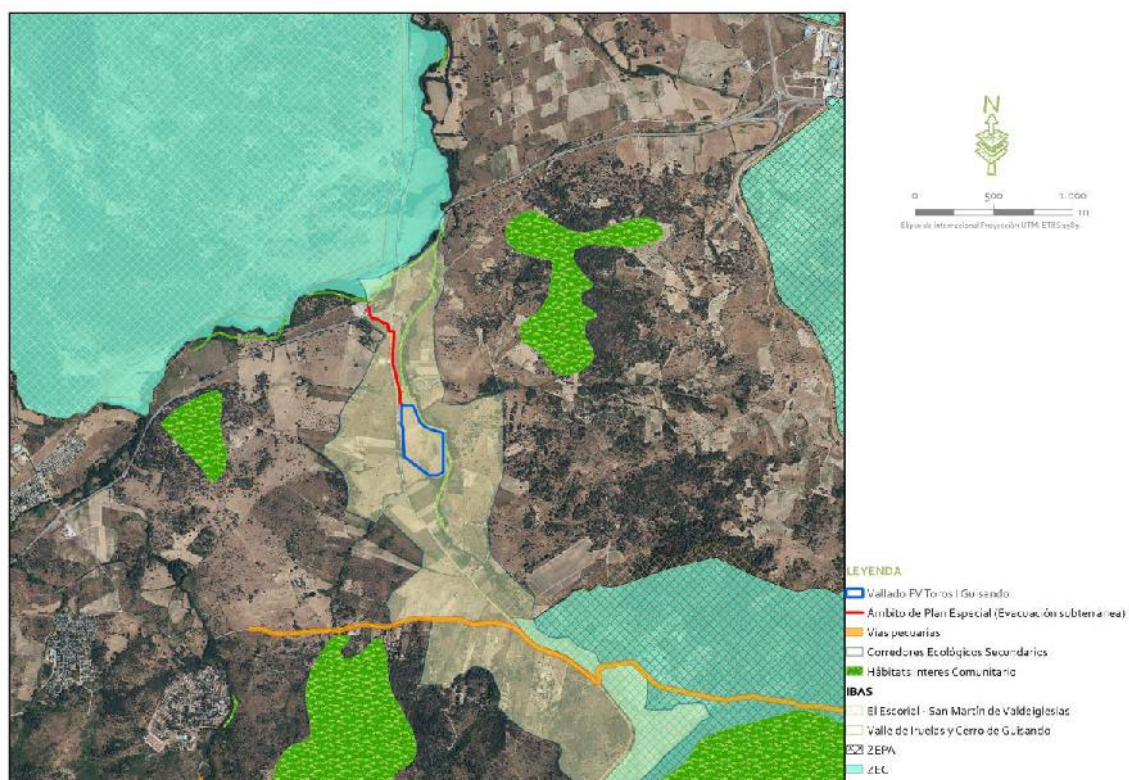 N
0 500 1.000
m
LEYENDA
Vallado FV Toros I Guisando
Ámbito de Plan Especial (Evacuación subterránea)
Vías pecuarias
Corredores Ecológicos Secundarios
Hábitats Interes Comunitario
IBAS
El Escorial - San Martín de Valdeiglesias
Valle de Iruelas y Cerro de Guisando
ZEPA
ZEC